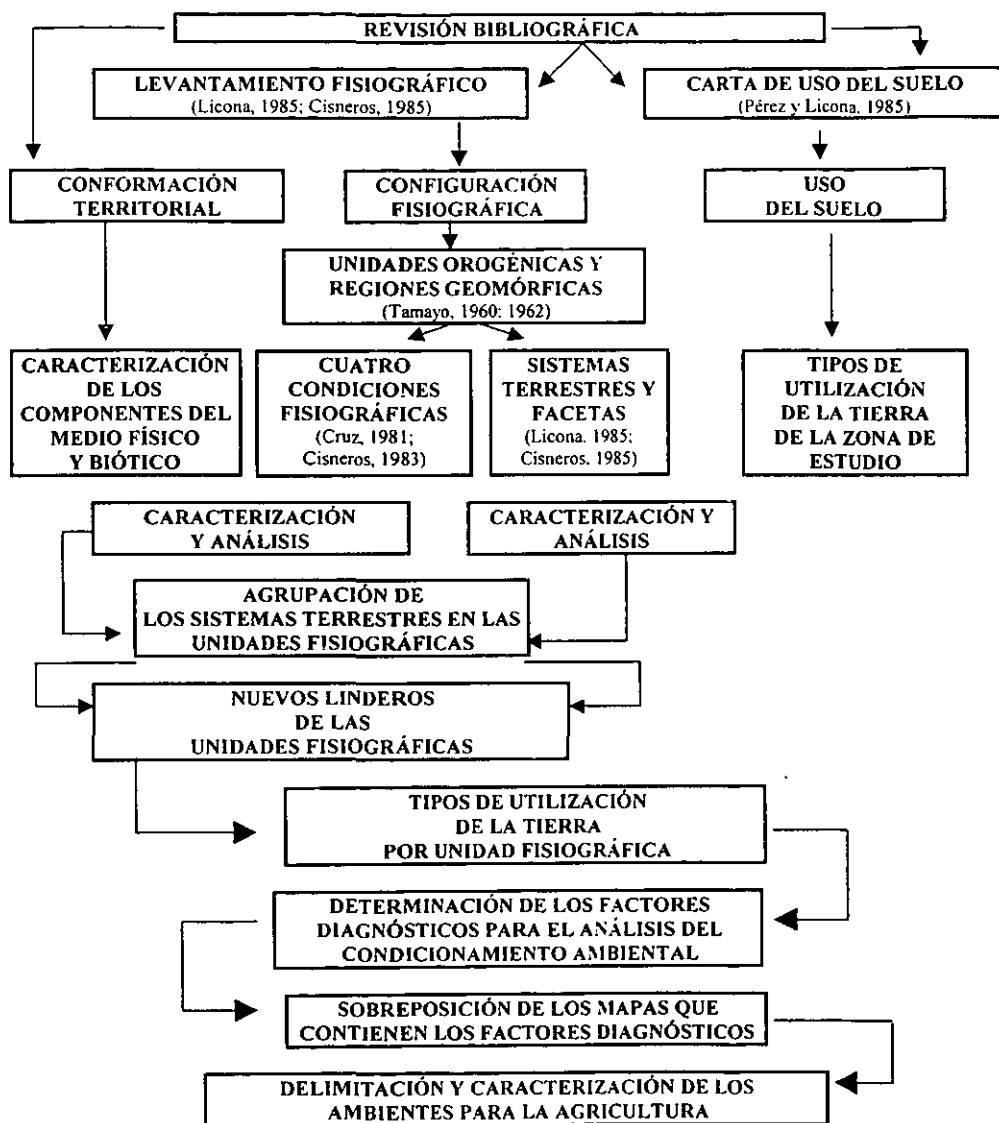 REVISIÓN BIBLIOGRÁFICA
LEVANTAMIENTO FISIOGRÁFICO
(Licona, 1985; Cisneros, 1985)
CARTA DE USO DEL SUELO
(Pérez y Licona, 1985)
CONFORMACIÓN
TERRITORIAL
CONFIGURACIÓN
FISIOGRÁFICA
USO
DEL SUELO
UNIDADES OROGÉNICAS Y
REGIONES GEOMÓRFICAS
(Tamayo, 1960; 1962)
CARACTERIZACIÓN
DE LOS
COMPONENTES DEL
MEDIO FÍSICO
Y BIÓTICO
CUATRO
CONDICIONES
FISIOGRÁFICAS
(Cruz, 1981;
Cisneros, 1983)
SISTEMAS
TERRESTRES Y
FACETAS
(Licona. 1985;
Cisneros. 1985)
TIPOS DE
UTILIZACIÓN
DE LA TIERRA
DE LA ZONA DE
ESTUDIO
CARACTERIZACIÓN
Y ANÁLISIS
CARACTERIZACIÓN Y
ANÁLISIS
AGRUPACIÓN DE
LOS SISTEMAS TERRESTRES EN LAS
UNIDADES FISIOGRÁFICAS
NUEVOS LINDEROS
DE LAS
UNIDADES FISIOGRÁFICAS
TIPOS DE UTILIZACIÓN
DE LA TIERRA
POR UNIDAD FISIOGRÁFICA
DETERMINACIÓN DE LOS FACTORES
DIAGNÓSTICOS PARA EL ANÁLISIS DEL
CONDICIONAMIENTO AMBIENTAL
SOBREPOSICIÓN DE LOS MAPAS QUE
CONTIENEN LOS FACTORES DIAGNÓSTICOS
DELIMITACIÓN Y CARACTERIZACIÓN DE LOS
AMBIENTES PARA LA AGRICULTURA